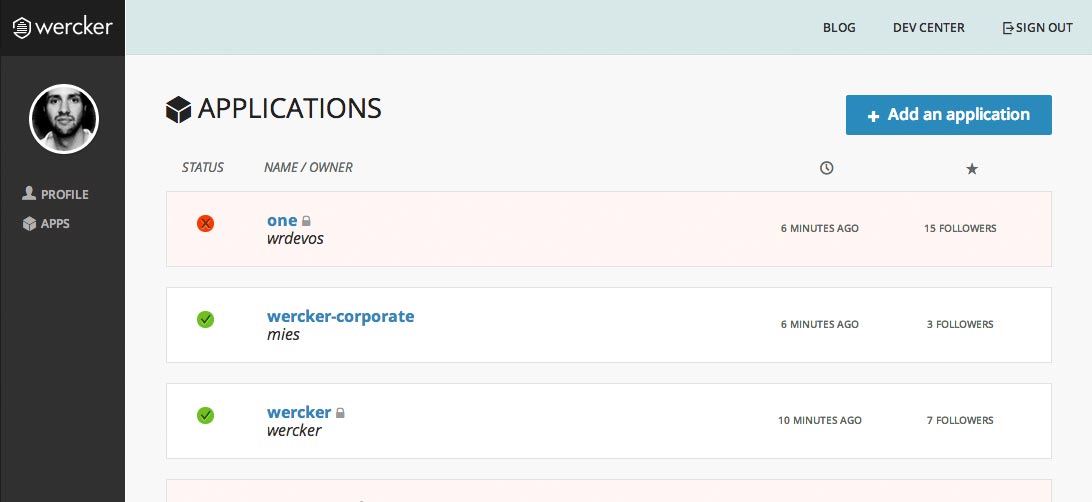 wercker
BLOG
DEV CENTER
SIGN OUT
PROFILE
APPS
APPLICATIONS
+ Add an application
STATUS
NAME / OWNER
one
wrdevos
6 MINUTES AGO
15 FOLLOWERS
wercker-corporate
mies
6 MINUTES AGO
3 FOLLOWERS
wercker
wercker
10 MINUTES AGO
7 FOLLOWERS